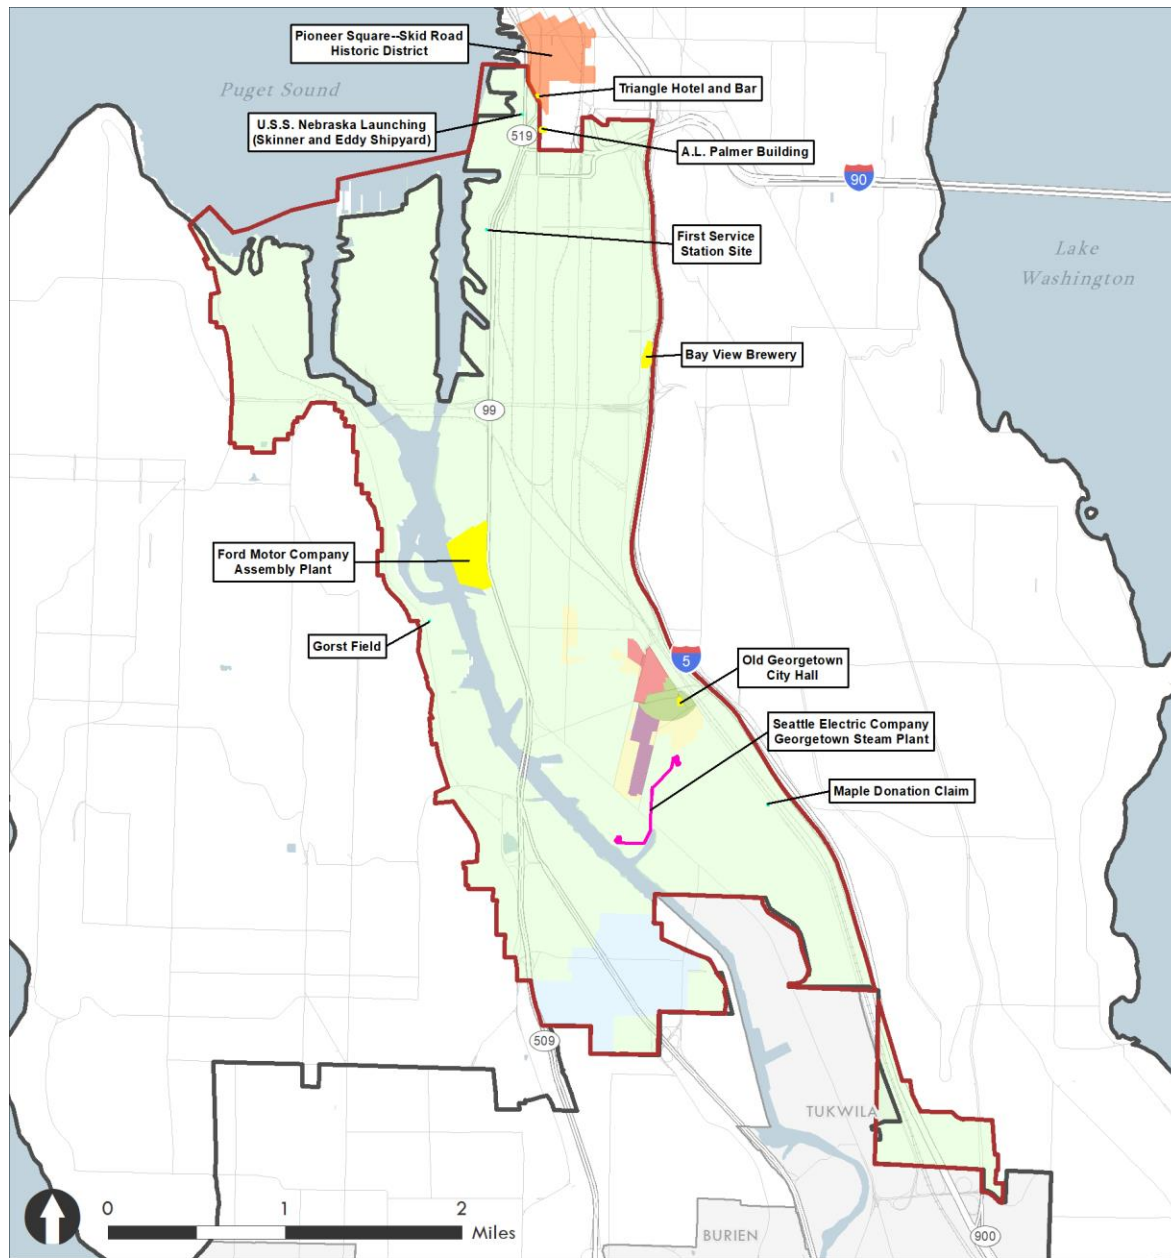 Pioneer Square--Skid Road
Historic District
Puget Sound
Triangle Hotel and Bar
U.S.S. Nebraska Launching
(Skinner and Eddy Shipyard)
519
A.L. Palmer Building
90
First Service
Station Site
Lake
Washington
Bay View Brewery
99
Ford Motor Company
Assembly Plant
Gorst Field
5
Old Georgetown
City Hall
Seattle Electric Company
Georgetown Steam Plant
Maple Donation Claim
509
TUKWILA
0
1
2
Miles
BURIEN
900